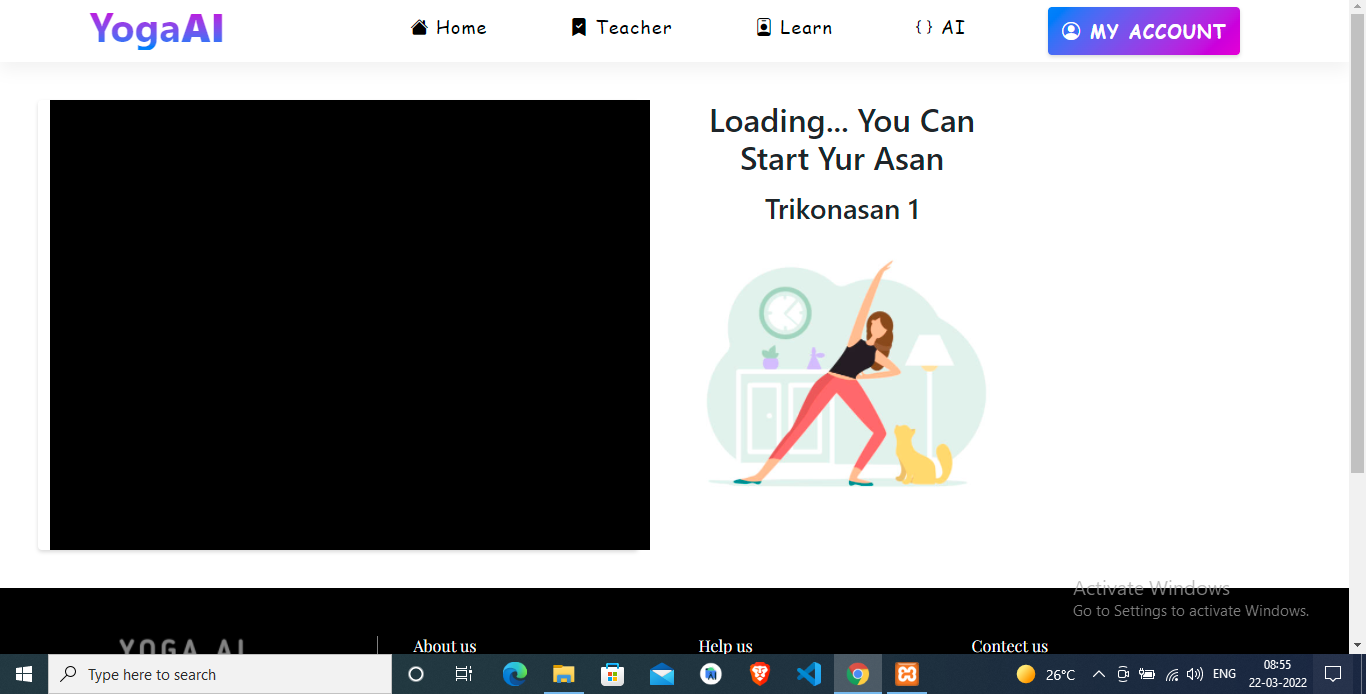 YogaAI
Home
Teacher
Learn
{ } AI
MY ACCOUNT
Loading... You Can
Start Yur Asan
Trikonasan 1
Activate Windows
Go to Settings to activate Windows.
YOGA AI
About us
Help us
Contect us
Type here to search
26°C
ENG
08:55
22-03-2022